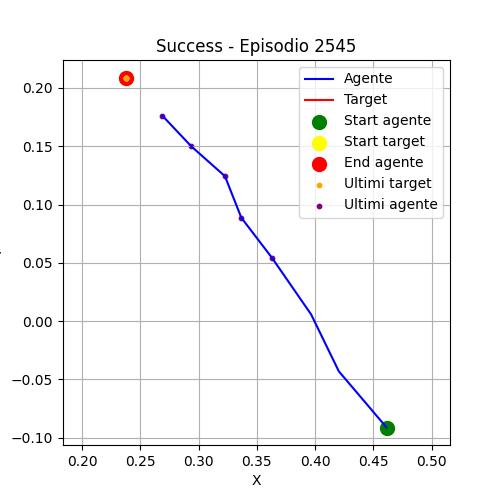 Success - Episodio 2545
Agente
Target
Start agente
Start target
End agente
Ultimi target
Ultimi agente
0.20
0.15
0.10
0.05
0.00
−0.05
−0.10
0.20 0.25 0.30 0.35 0.40 0.45 0.50
X